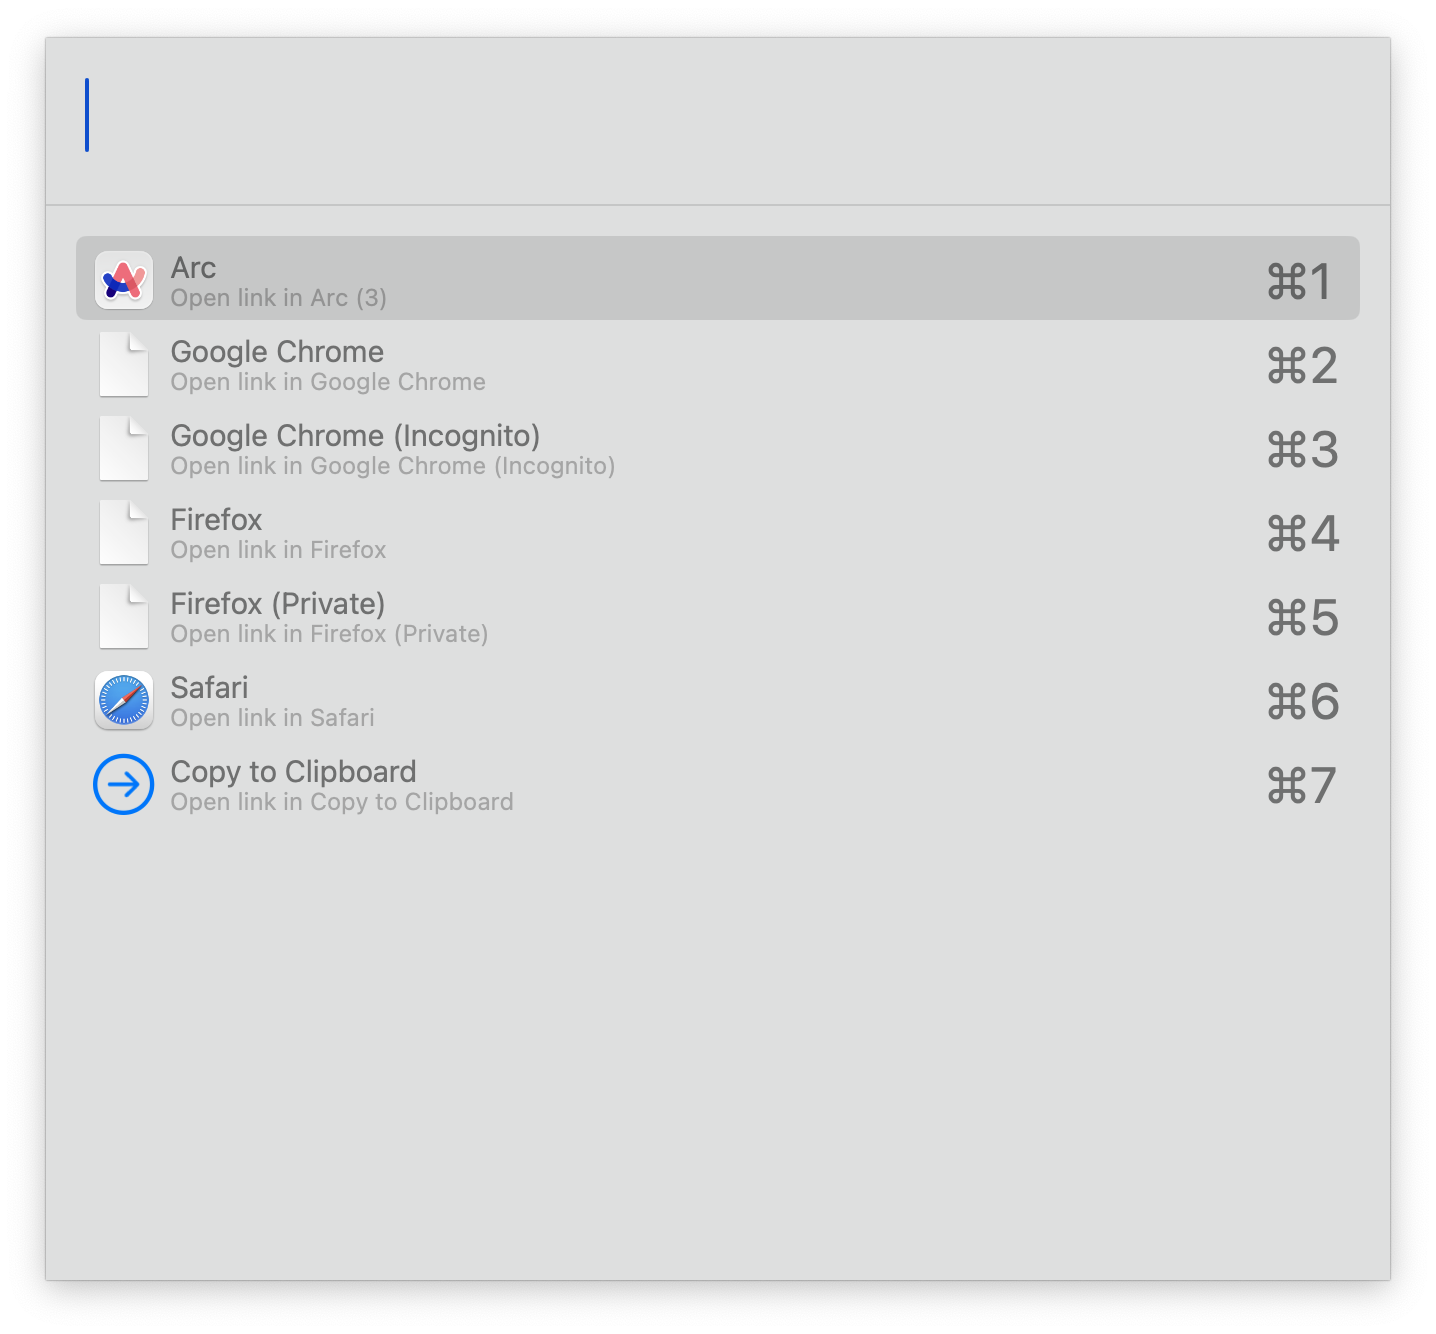 Arc
Open link in Arc (3)
⌘1
Google Chrome
Open link in Google Chrome
⌘2
Google Chrome (Incognito)
Open link in Google Chrome (Incognito)
⌘3
Firefox
Open link in Firefox
⌘4
Firefox (Private)
Open link in Firefox (Private)
⌘5
Safari
Open link in Safari
⌘6
Copy to Clipboard
Open link in Copy to Clipboard
⌘7